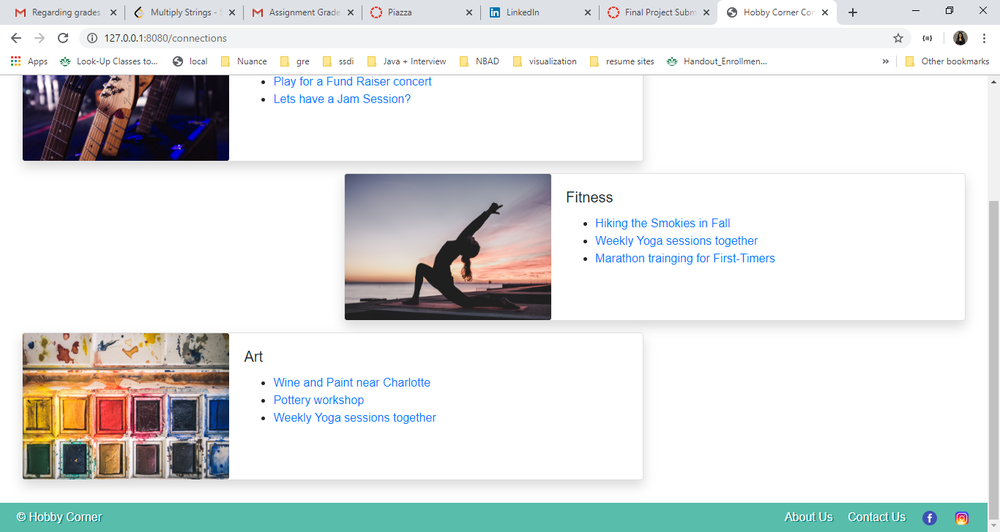 Regarding grades
Multiply Strings - S
Assignment Grade
Piazza
LinkedIn
Final Project Subm
Hobby Corner Cor
127.0.0.1:8080/connections
Apps
Look-Up Classes to...
local
Nuance
gre
ssdi
Java + Interview
NBAD
visualization
resume sites
Handout_Enrollmen...
»
Other bookmarks
• Play for a Fund Raiser concert
• Lets have a Jam Session?
Fitness
• Hiking the Smokies in Fall
• Weekly Yoga sessions together
• Marathon trainging for First-Timers
Art
• Wine and Paint near Charlotte
• Pottery workshop
• Weekly Yoga sessions together
© Hobby Corner
About Us
Contact Us